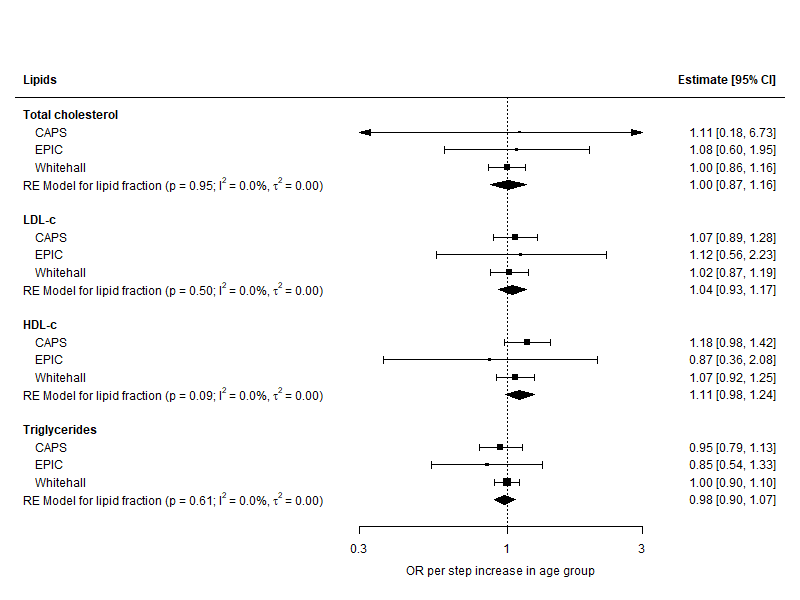 Lipids Estimate [95% CI]
Total cholesterol
CAPS 1.11 [0.18, 6.73]
EPIC 1.08 [0.60, 1.95]
Whitehall 1.00 [0.86, 1.16]
RE Model for lipid fraction (p = 0.95; I² = 0.0%, τ² = 0.00) 1.00 [0.87, 1.16]
LDL-c
CAPS 1.07 [0.89, 1.28]
EPIC 1.12 [0.56, 2.23]
Whitehall 1.02 [0.87, 1.19]
RE Model for lipid fraction (p = 0.50; I² = 0.0%, τ² = 0.00) 1.04 [0.93, 1.17]
HDL-c
CAPS 1.18 [0.98, 1.42]
EPIC 0.87 [0.36, 2.08]
Whitehall 1.07 [0.92, 1.25]
RE Model for lipid fraction (p = 0.09; I² = 0.0%, τ² = 0.00) 1.11 [0.98, 1.24]
Triglycerides
CAPS 0.95 [0.79, 1.13]
EPIC 0.85 [0.54, 1.33]
Whitehall 1.00 [0.90, 1.10]
RE Model for lipid fraction (p = 0.61; I² = 0.0%, τ² = 0.00) 0.98 [0.90, 1.07]
0.3 1 3
OR per step increase in age group